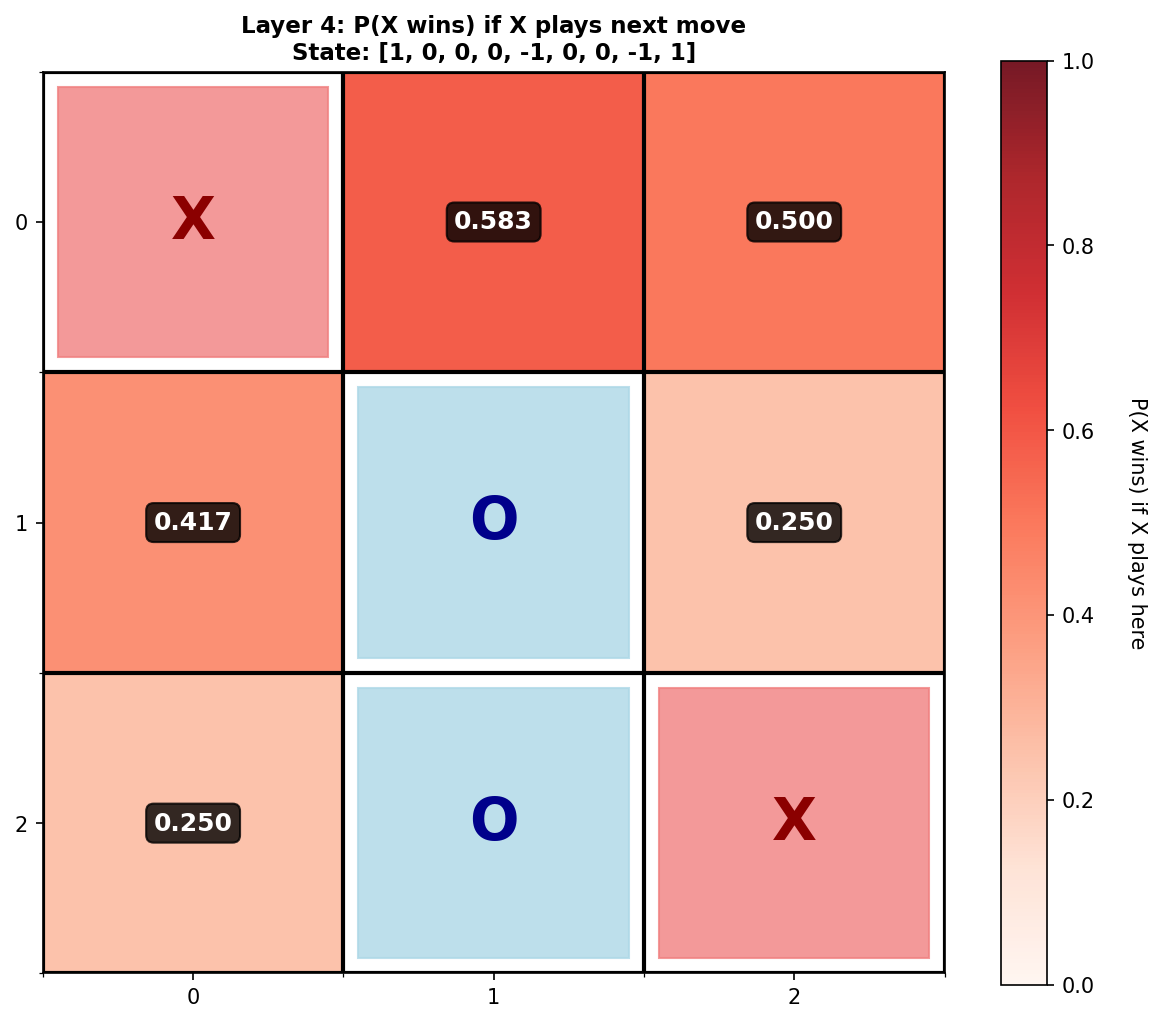 Layer 4: P(X wins) if X plays next move
State: [1, 0, 0, 0, -1, 0, 0, -1, 1]
0
X
0.583
0.500
1
0.417
O
0.250
2
0.250
O
X
0
1
2
1.0
0.8
0.6
0.4
0.2
0.0
P(X wins) if X plays here